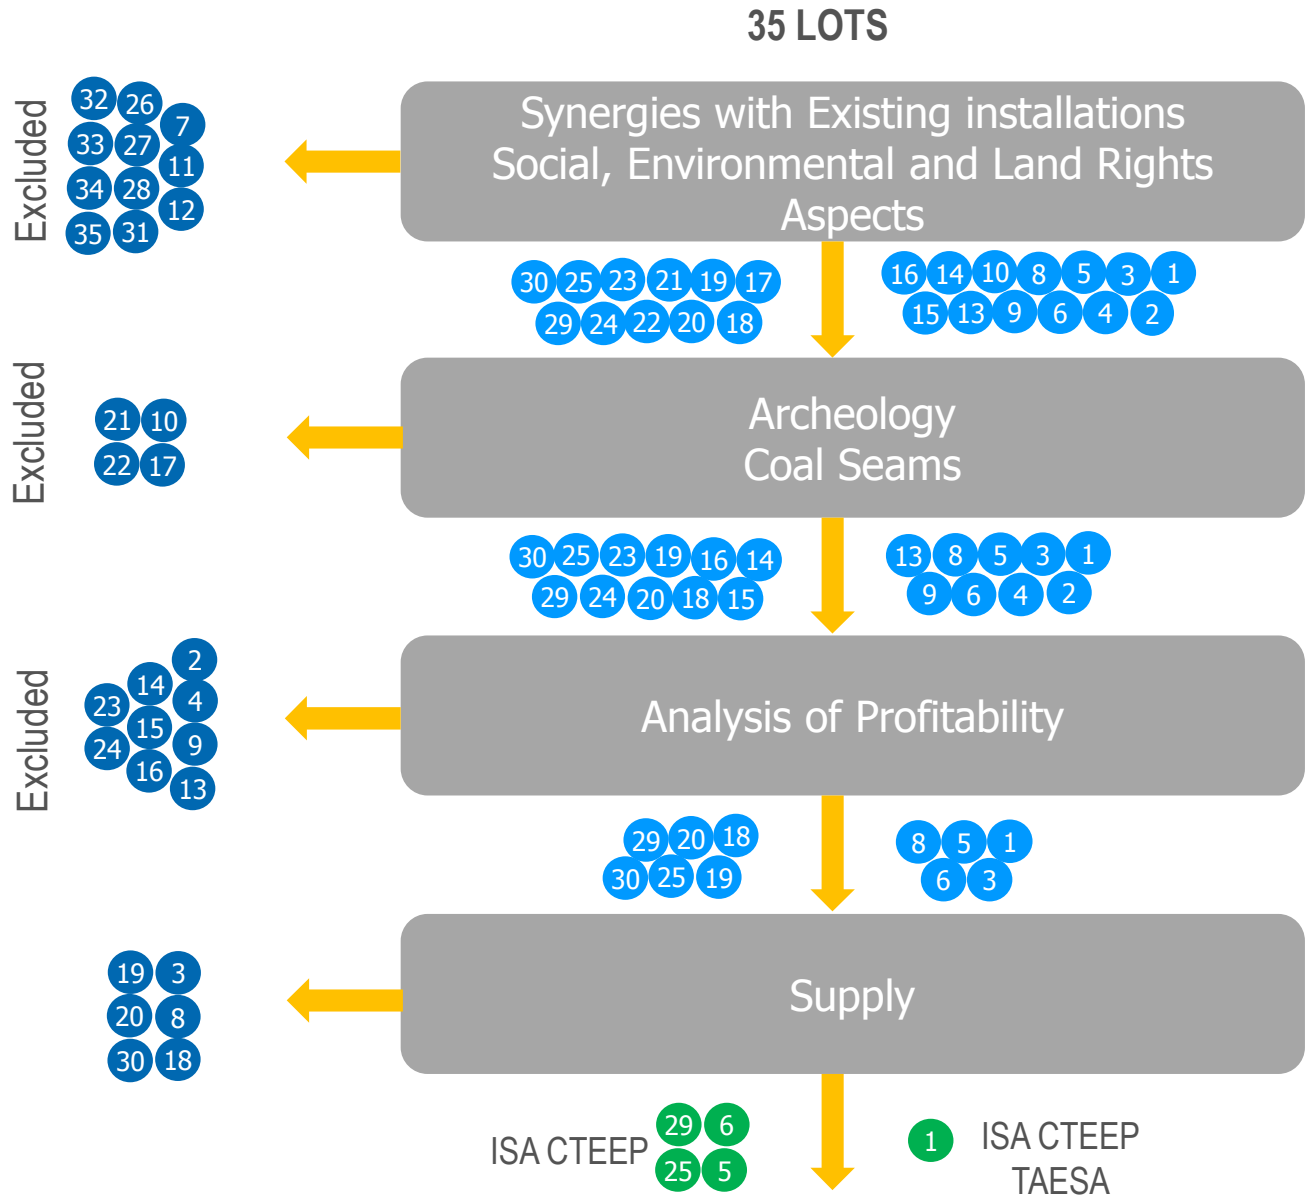 35 LOTS
Excluded
32 26 7
33 27 11
34 28 12
35 31
Synergies with Existing installations
Social, Environmental and Land Rights
Aspects
30 25 23 21 19 17
29 24 22 20 18
16 14 10 8 5 3 1
15 13 9 6 4 2
Excluded
21 10
22 17
Archeology
Coal Seams
30 25 23 19 16 14
29 24 20 18 15
13 8 5 3 1
9 6 4 2
Excluded
2
14 4
23 15 9
24 16 13
Analysis of Profitability
29 20 18
30 25 19
8 5 1
6 3
19 3
20 8
30 18
Supply
ISA CTEEP
29 6
25 5
1
ISA CTEEP
TAESA